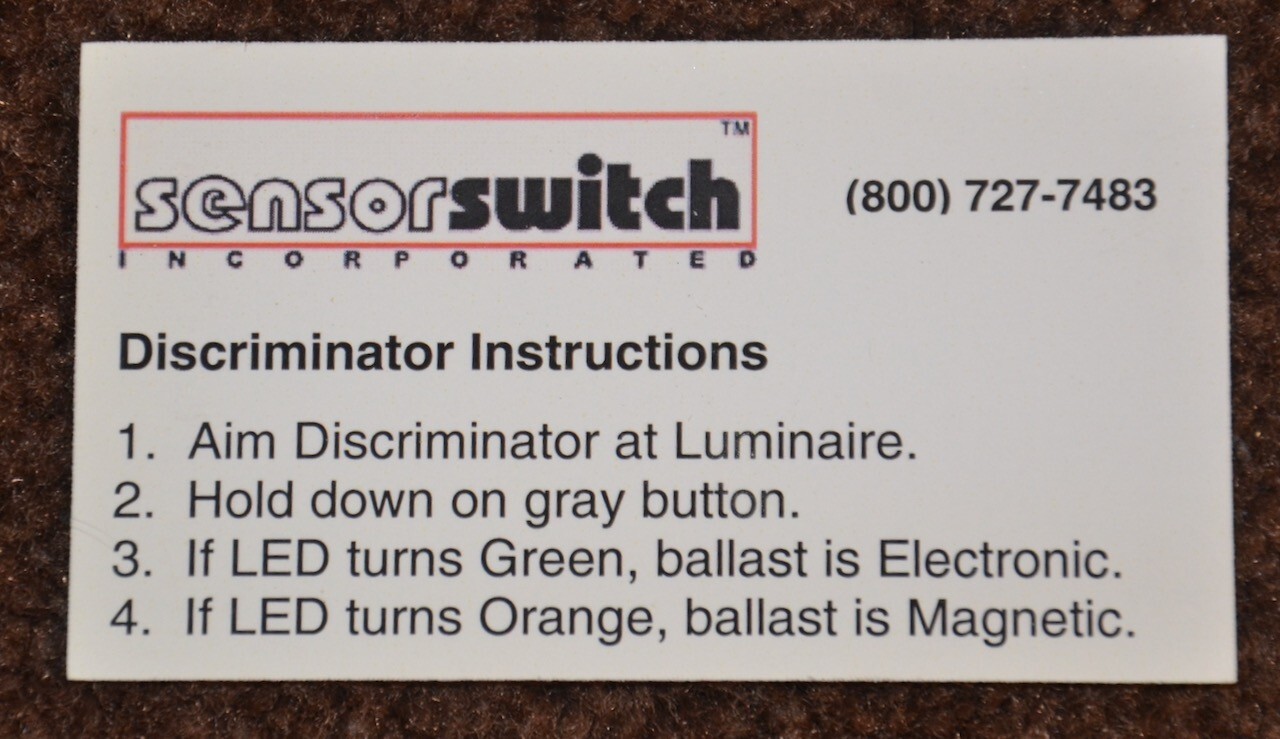 sensorswitch™
INCORPORATED
(800) 727-7483
Discriminator Instructions
1. Aim Discriminator at Luminaire.
2. Hold down on gray button.
3. If LED turns Green, ballast is Electronic.
4. If LED turns Orange, ballast is Magnetic.